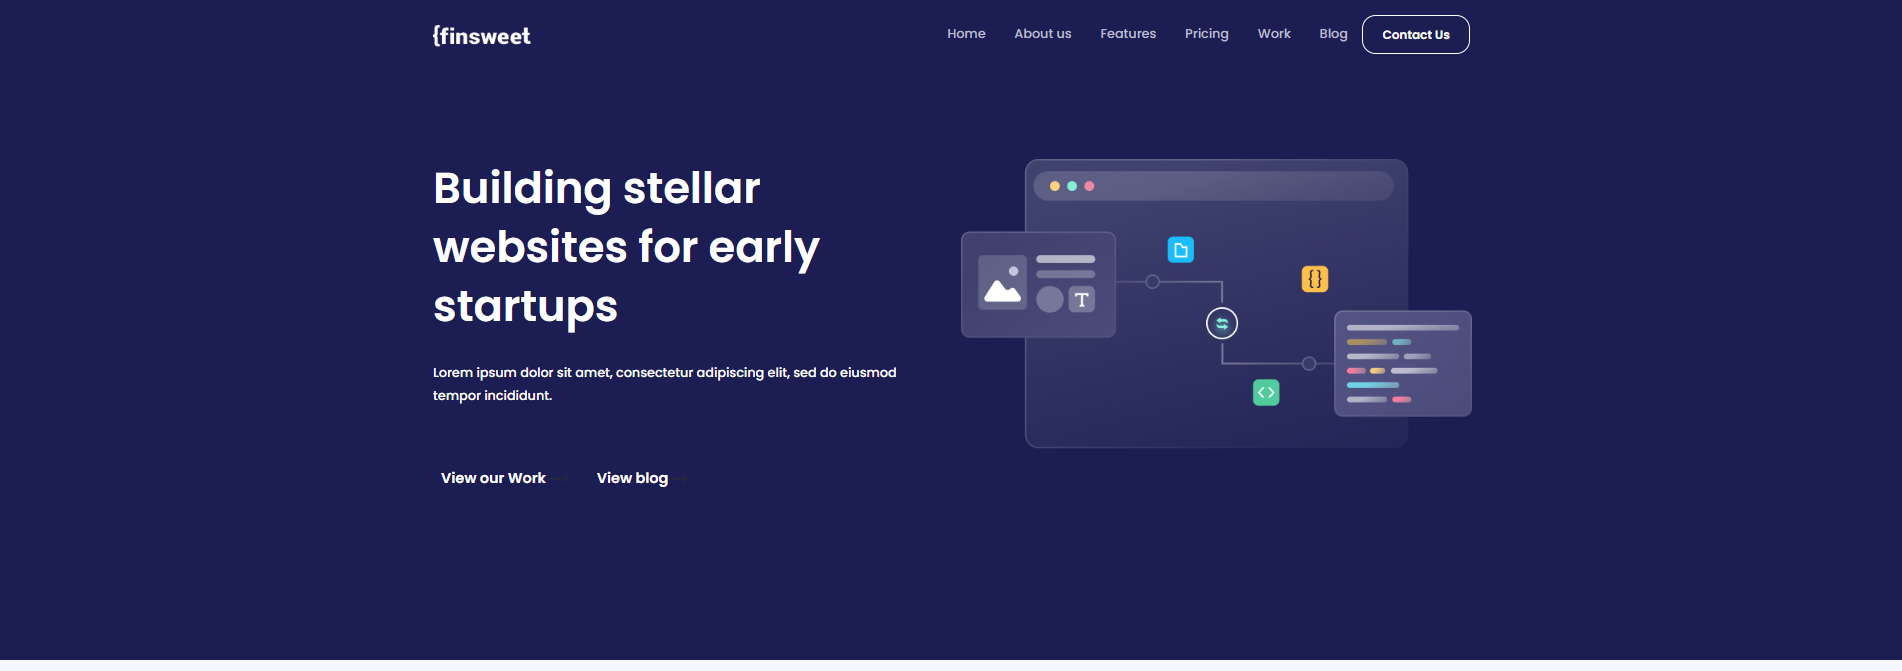 {finsweet
Home About us Features Pricing Work Blog Contact Us
Building stellar
websites for early
startups
Lorem ipsum dolor sit amet, consectetur adipiscing elit, sed do eiusmod
tempor incididunt.
View our Work → View blog →
T
{}
<>